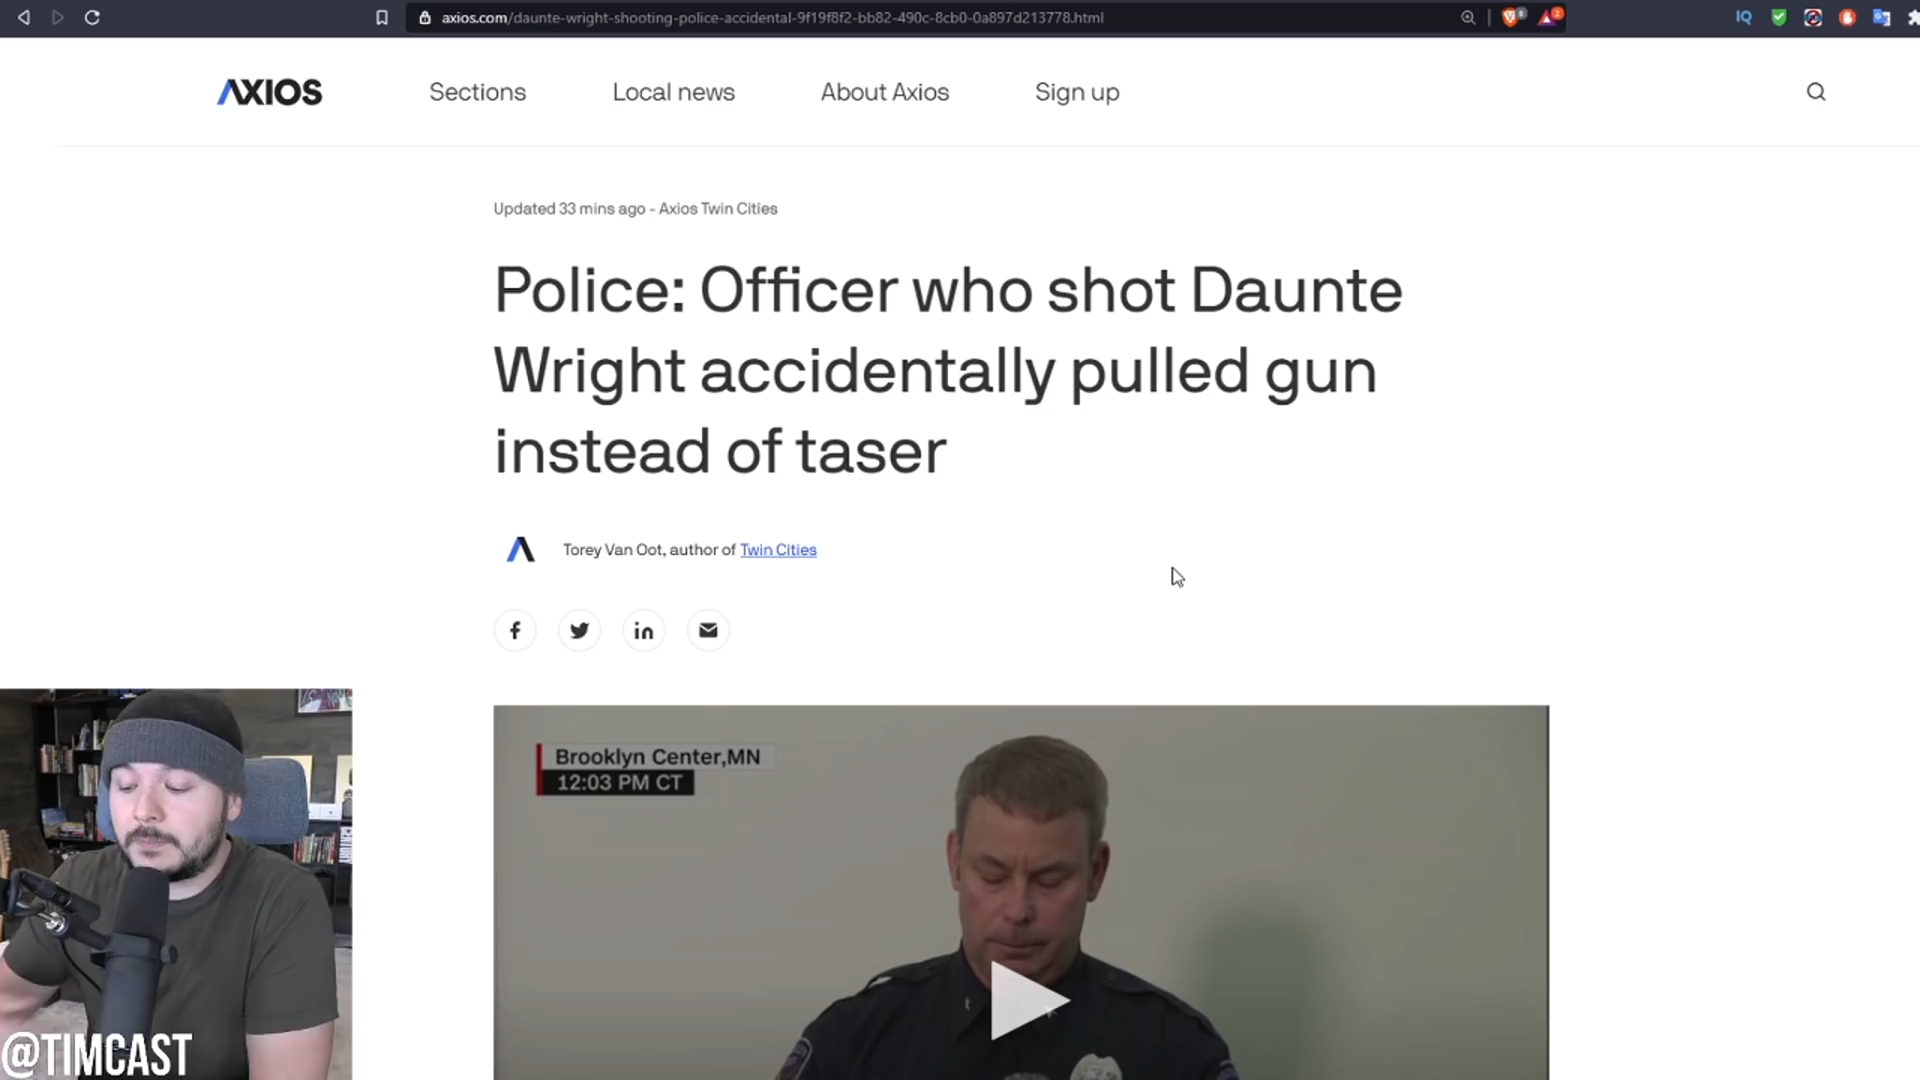 axios.com/daunte-wright-shooting-police-accidental-9f19f8f2-bb82-490c-8cb0-0a897d213778.html
IQ
AXIOS
Sections
Local news
About Axios
Sign up
Updated 33 mins ago - Axios Twin Cities
Police: Officer who shot Daunte
Wright accidentally pulled gun
instead of taser
Torey Van Oot, author of Twin Cities
Brooklyn Center,MN
12:03 PM CT
@TIMCAST